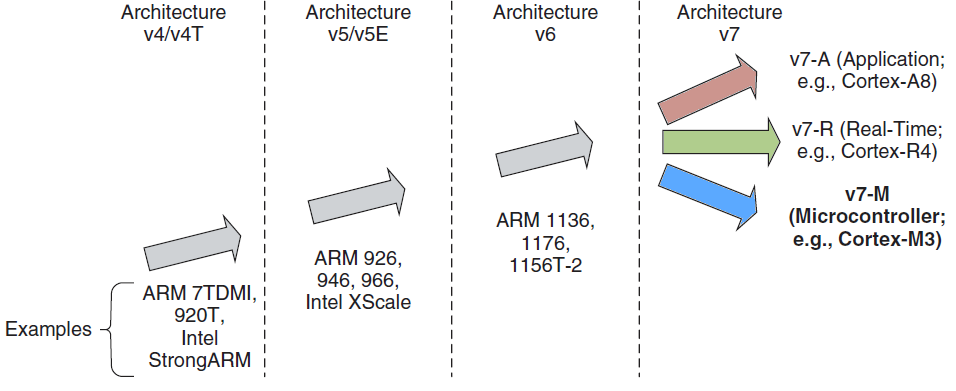 Architecture
v4/v4T
Architecture
v5/v5E
Architecture
v6
Architecture
v7
v7-A (Application;
e.g., Cortex-A8)
v7-R (Real-Time;
e.g., Cortex-R4)
v7-M
(Microcontroller;
e.g., Cortex-M3)
ARM 1136,
1176,
1156T-2
ARM 926,
946, 966,
Intel XScale
Examples
ARM 7TDMI,
920T,
Intel
StrongARM